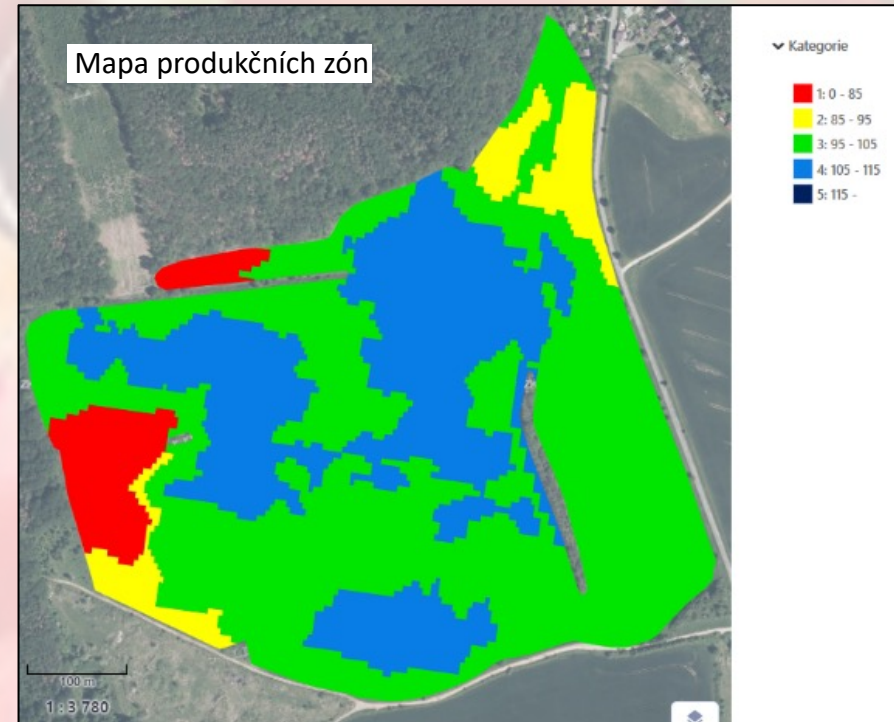 Mapa produkčních zón
Kategorie
1: 0 - 85
2: 85 - 95
3: 95 - 105
4: 105 - 115
5: 115 -
100 m
1 : 3 780